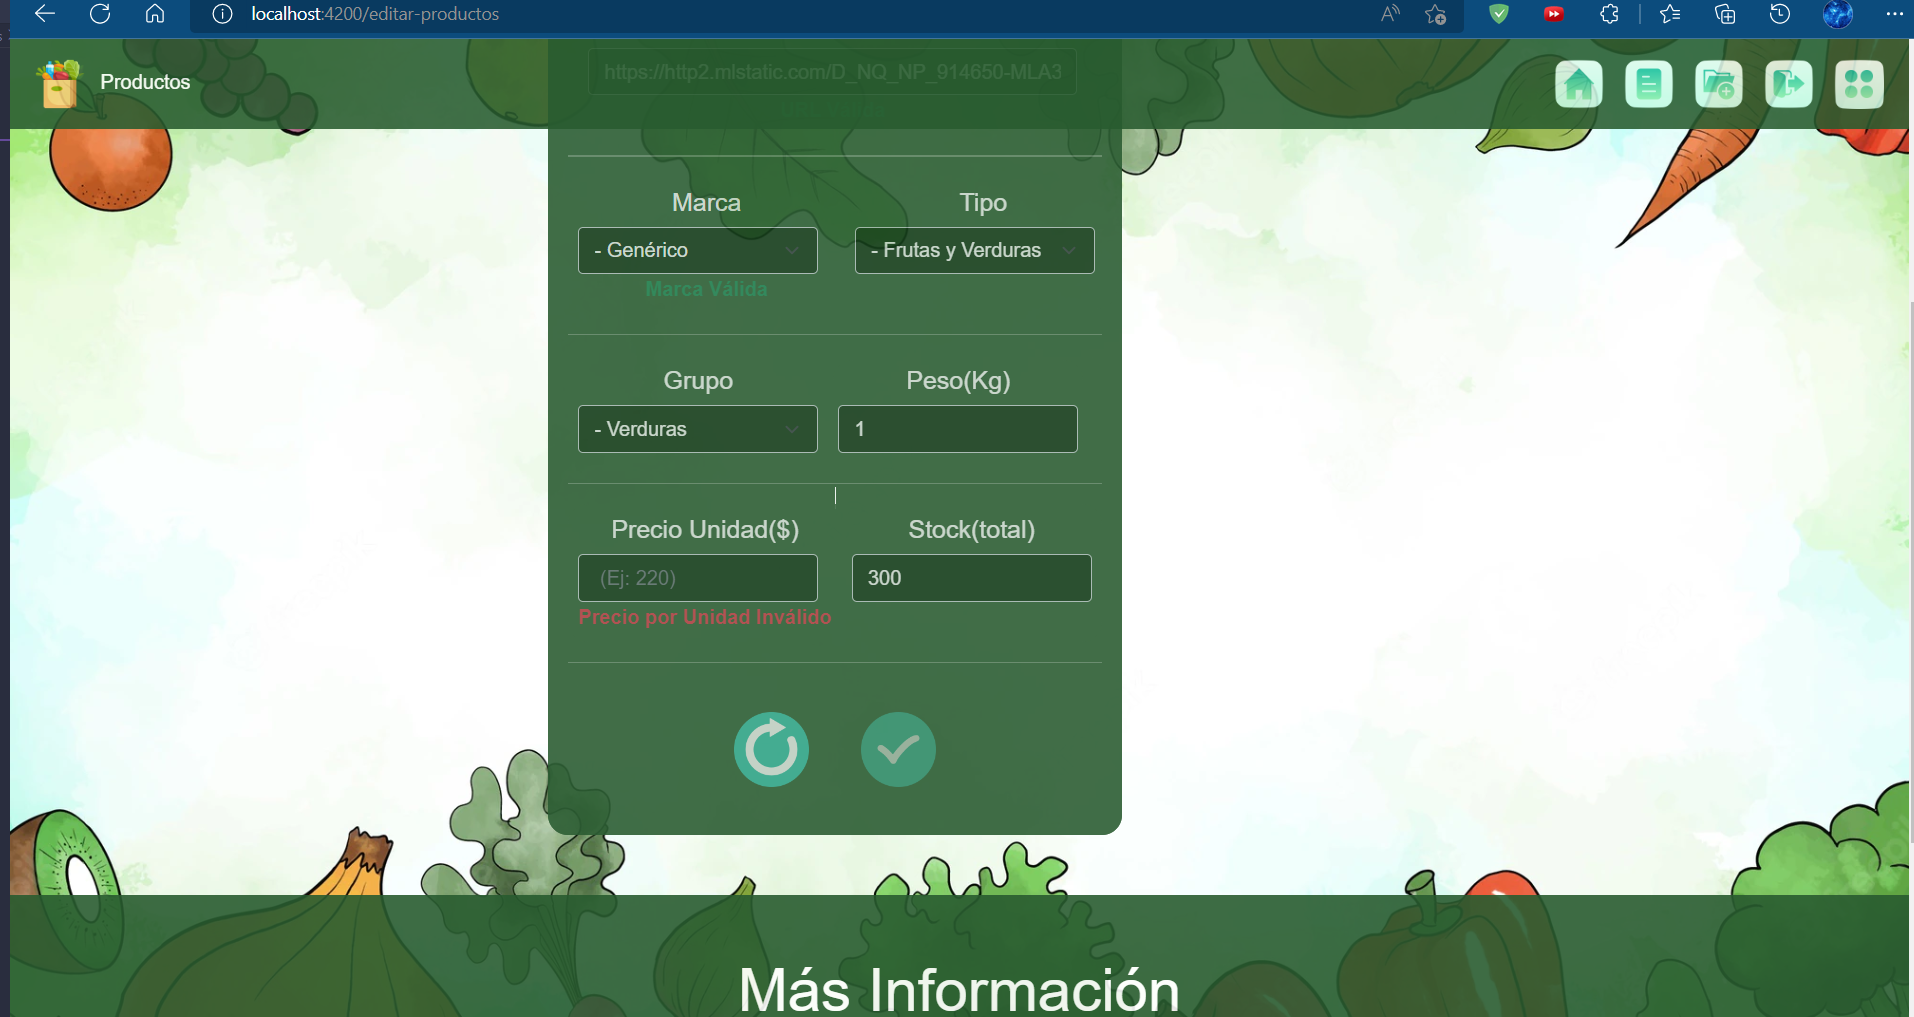 localhost:4200/editar-productos
Productos
https://http2.mlstatic.com/D_NQ_NP_914650-MLA3
Marca
Tipo
- Genérico
- Frutas y Verduras
Marca Válida
Grupo
Peso(Kg)
- Verduras
1
Precio Unidad($)
Stock(total)
(Ej: 220)
300
Precio por Unidad Inválido
Más Información